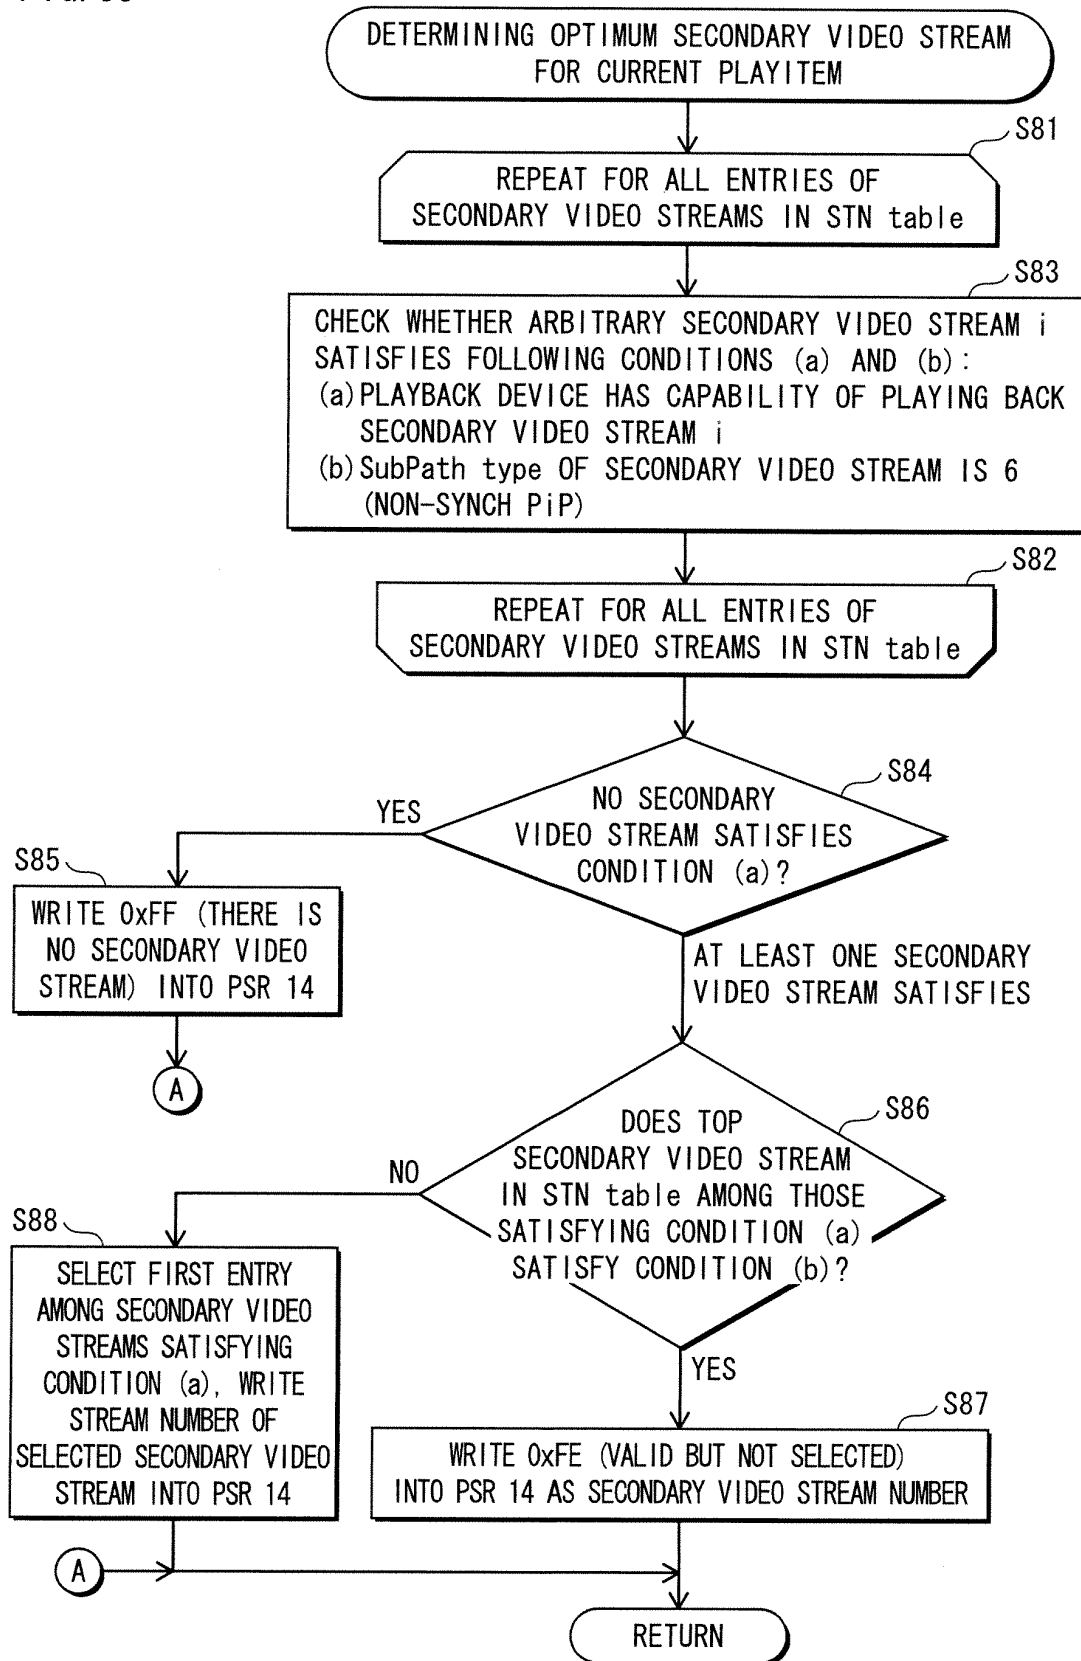 DETERMINING OPTIMUM SECONDARY VIDEO STREAM
FOR CURRENT PLAYITEM
S81
REPEAT FOR ALL ENTRIES OF
SECONDARY VIDEO STREAMS IN STN table
S83
CHECK WHETHER ARBITRARY SECONDARY VIDEO STREAM i
SATISFIES FOLLOWING CONDITIONS (a) AND (b):
(a) PLAYBACK DEVICE HAS CAPABILITY OF PLAYING BACK
SECONDARY VIDEO STREAM i
(b) SubPath type OF SECONDARY VIDEO STREAM IS 6
(NON-SYNCH PiP)
S82
REPEAT FOR ALL ENTRIES OF
SECONDARY VIDEO STREAMS IN STN table
S84
NO SECONDARY
VIDEO STREAM SATISFIES
CONDITION (a)?
YES
S85
WRITE 0xFF (THERE IS
NO SECONDARY VIDEO
STREAM) INTO PSR 14
A
AT LEAST ONE SECONDARY
VIDEO STREAM SATISFIES
S86
DOES TOP
SECONDARY VIDEO STREAM
IN STN table AMONG THOSE
SATISFYING CONDITION (a)
SATISFY CONDITION (b)?
NO
S88
SELECT FIRST ENTRY
AMONG SECONDARY VIDEO
STREAMS SATISFYING
CONDITION (a), WRITE
STREAM NUMBER OF
SELECTED SECONDARY VIDEO
STREAM INTO PSR 14
YES
S87
WRITE 0xFE (VALID BUT NOT SELECTED)
INTO PSR 14 AS SECONDARY VIDEO STREAM NUMBER
A
RETURN